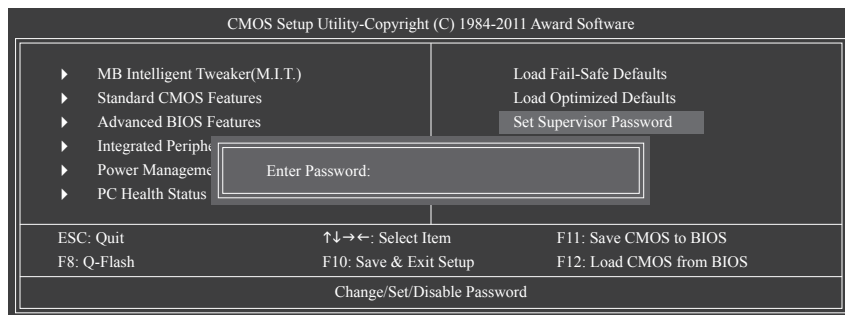 CMOS Setup Utility-Copyright (C) 1984-2011 Award Software
MB Intelligent Tweaker(M.I.T.)
Standard CMOS Features
Advanced BIOS Features
Integrated
Power
PC Health Status
Load Fail-Safe Defaults
Load Optimized Defaults
Set Supervisor Password
Enter Password:
ESC: Quit
↑↓→←: Select Item
F11: Save CMOS to BIOS
F8: Q-Flash
F10: Save & Exit Setup
F12: Load CMOS from BIOS
Change/Set/Disable Password